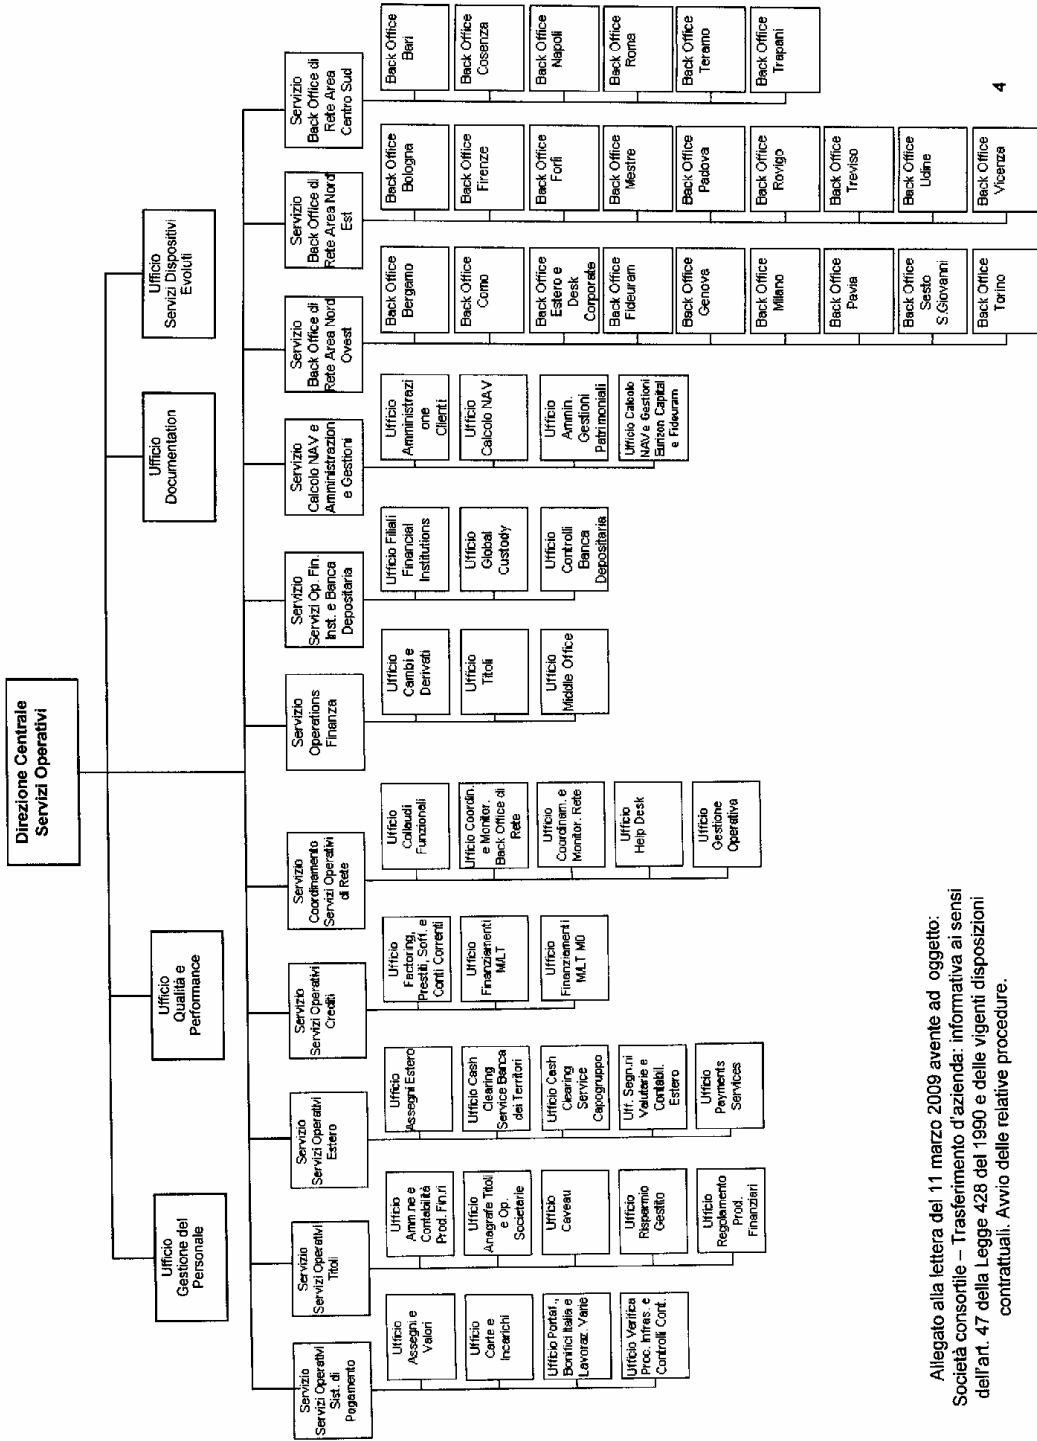 Direzione Centrale
Servizi Operativi
Ufficio
Gestione del
Personale
Ufficio
Qualità e
Performance
Ufficio
Documentation
Ufficio
Servizi Dispositivi
Evoluti
Servizio
Servizi Operativi
Sist. di
Pagamento
Ufficio
Assegni e
Valori
Ufficio
Carte e
Incarichi
Ufficio Portaf.,
Bonifici Italia e
Lavoraz. Varie
Ufficio Verifica
Proc. Infras. e
Controlli Cont.
Servizio
Servizi Operativi
Titoli
Ufficio
Amm.ne e
Contabilità
Prod. Fin.ri
Ufficio
Anagrafe Titoli
e Op.
Societarie
Ufficio
Caveau
Ufficio
Risparmio
Gestito
Ufficio
Regolamento
Prod.
Finanziari
Servizio
Servizi Operativi
Estero
Ufficio
Assegni Estero
Ufficio Cash
Clearing
Service Banca
dei Territori
Ufficio Cash
Clearing
Service
Capogruppo
Uff. Segn.ni
Valutarie e
Contabil.
Estero
Ufficio
Payments
Services
Servizio
Servizi Operativi
Crediti
Ufficio
Factoring,
Prestiti, Soff. e
Conti Correnti
Ufficio
Finanziamenti
M/LT
Ufficio
Finanziamenti
M/LT M0
Servizio
Coordinamento
Servizi Operativi
di Rete
Ufficio
Collaudi
Funzionali
Ufficio Coordin.
e Monitor.
Back Office di
Rete
Ufficio
Coordinam. e
Monitor. Rete
Ufficio
Help Desk
Ufficio
Gestione
Operativa
Servizio
Operations
Finanza
Ufficio
Cambi e
Derivati
Ufficio
Titoli
Ufficio
Middle Office
Servizio
Servizi Op. Fin.
Inst. e Banca
Depositaria
Ufficio Filiali
Financial
Institutions
Ufficio
Global
Custody
Ufficio
Controlli
Banca
Depositaria
Servizio
Calcolo NAV e
Amministrazion
e Gestioni
Ufficio
Amministrazi
one
Clienti
Ufficio
Calcolo NAV
Ufficio
Ammin.
Gestioni
Patrimoniali
Ufficio Calcolo
NAV e Gestioni
Eurizon Capital
e Fideuram
Servizio
Back Office di
Rete Area Nord
Ovest
Back Office
Bergamo
Back Office
Como
Back Office
Estero e
Desk
Corporate
Back Office
Fideuram
Back Office
Genova
Back Office
Milano
Back Office
Pavia
Back Office
Sesto
S.Giovanni
Back Office
Torino
Servizio
Back Office di
Rete Area Nord
Est
Back Office
Bologna
Back Office
Firenze
Back Office
Forlì
Back Office
Mestre
Back Office
Padova
Back Office
Rovigo
Back Office
Treviso
Back Office
Udine
Back Office
Vicenza
Servizio
Back Office di
Rete Area
Centro Sud
Back Office
Bari
Back Office
Cosenza
Back Office
Napoli
Back Office
Roma
Back Office
Teramo
Back Office
Trapani
Allegato alla lettera del 11 marzo 2009 avente ad oggetto:
Società consortile – Trasferimento d'azienda: informativa ai sensi
dell'art. 47 della Legge 428 del 1990 e delle vigenti disposizioni
contrattuali. Avvio delle relative procedure.
4